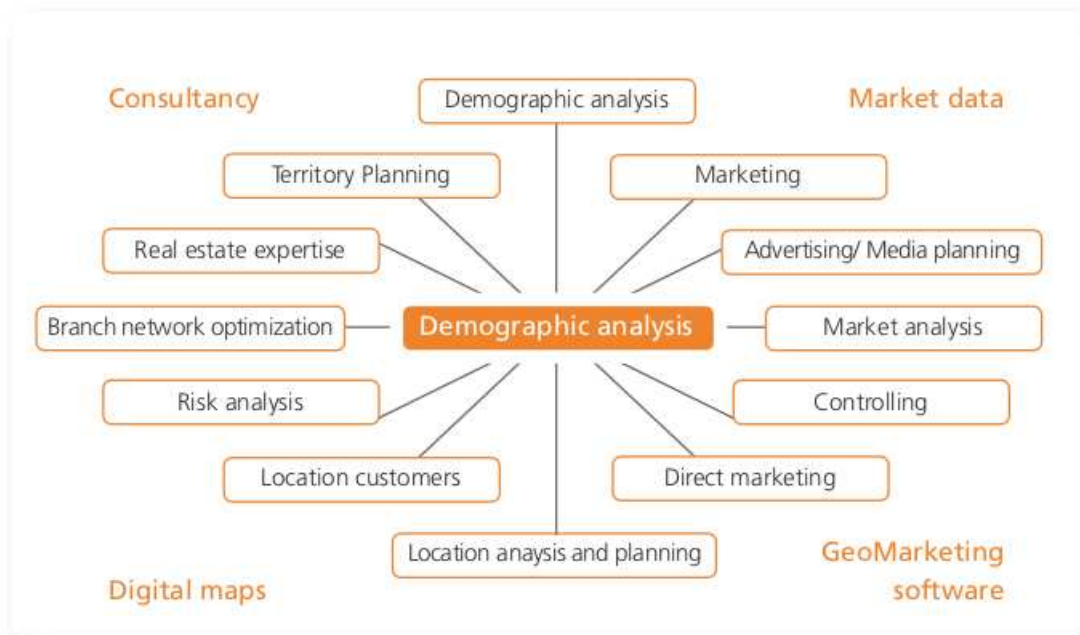 Consultancy
Demographic analysis
Market data
Territory Planning
Marketing
Real estate expertise
Advertising/ Media planning
Branch network optimization
Demographic analysis
Market analysis
Risk analysis
Controlling
Location customers
Direct marketing
Location anaysis and planning
GeoMarketing
software
Digital maps